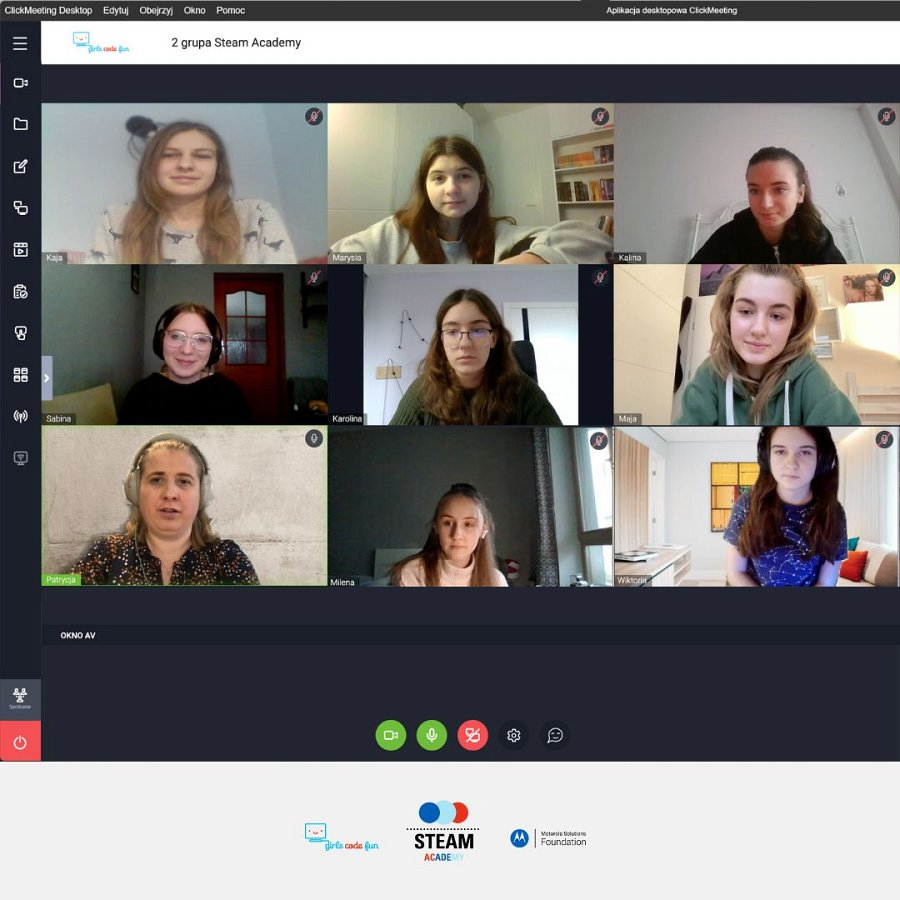 ClickMeeting Desktop Edytuj Obejrzyj Okno Pomoc Aplikacja desktopowa ClickMeeting
girls code fun 2 grupa Steam Academy
Kaja Marysia Kalina
Sabina Karolina Maja
Patrycja Milena Wiktoria
OKNO AV
Spotkanie
girls code fun
STEAM
ACADEMY
Motorola Solutions
Foundation